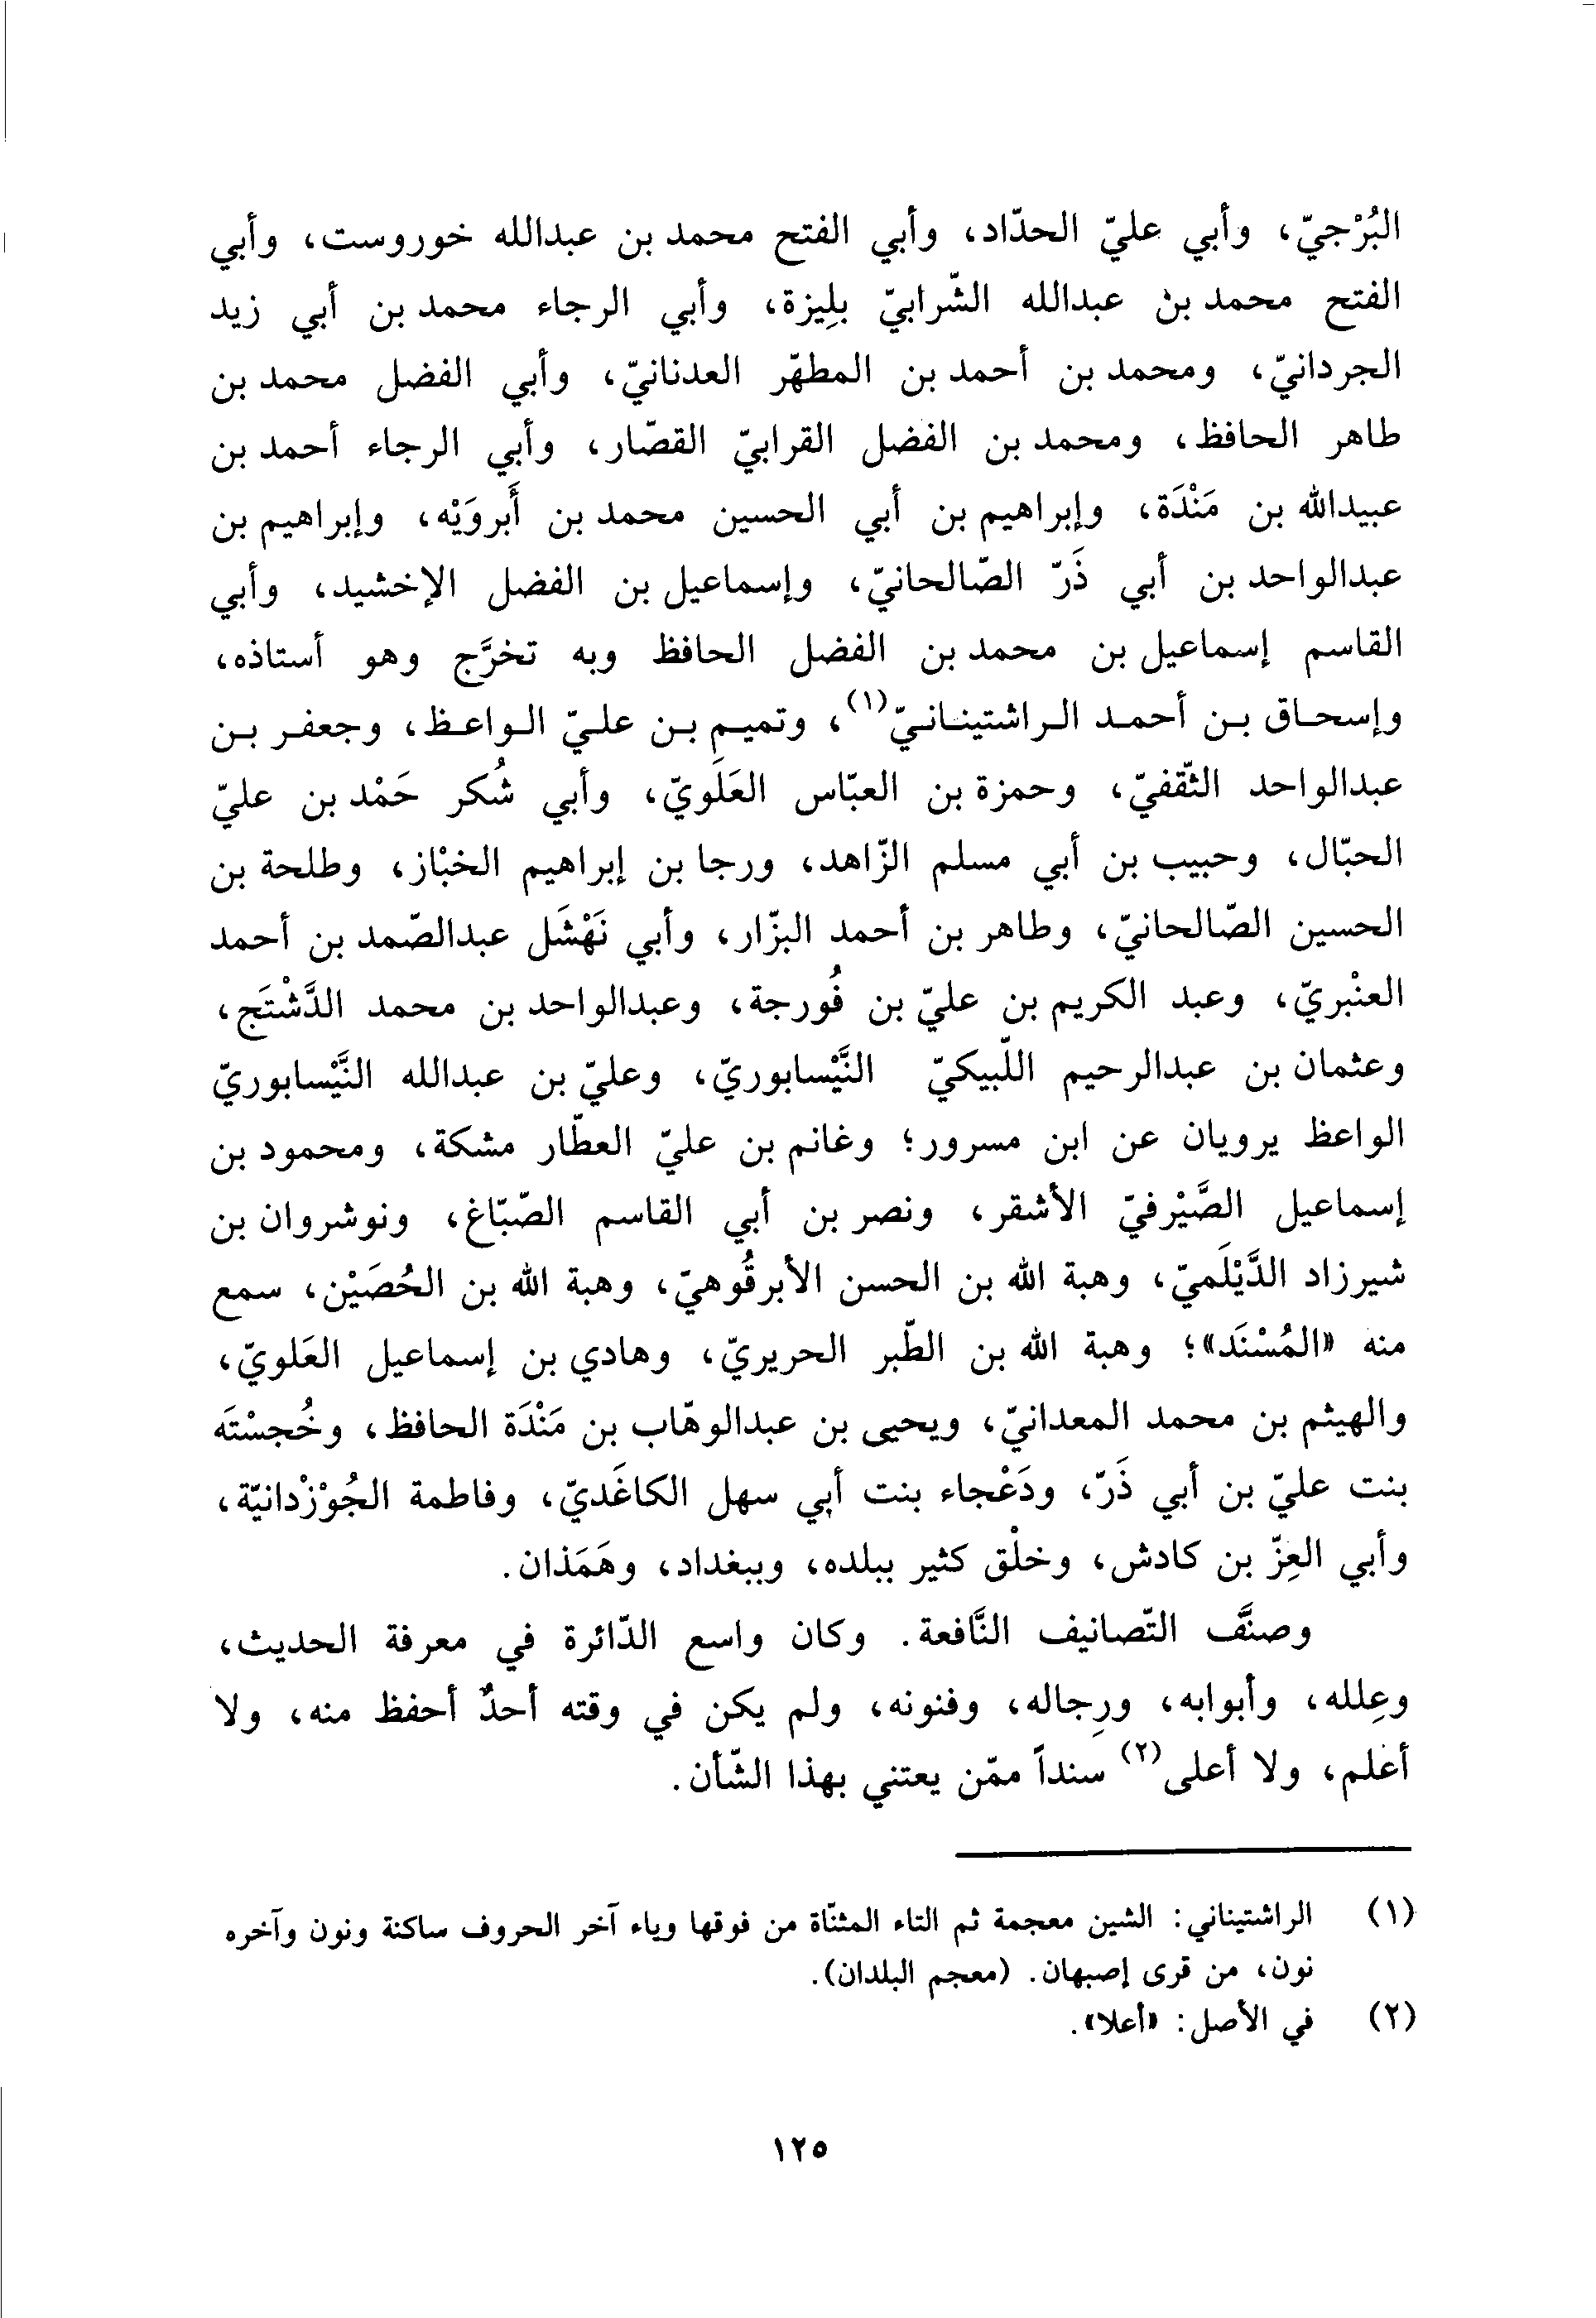 البُرْجيّ، وأبي عليّ الحدّاد، وأبي الفتح محمد بن عبدالله خوروست، وأبي
الفتح محمد بن عبدالله الشّرابيّ بلِيزة، وأبي الرجاء محمد بن أبي زيد
الجردانيّ، ومحمد بن أحمد بن المطهّر العدنانيّ، وأبي الفضل محمد بن
طاهر الحافظ، ومحمد بن الفضل القرابيّ القصّار، وأبي الرجاء أحمد بن
عبيدالله بن مَنْدَة، وإبراهيم بن أبي الحسين محمد بن أَبروَيْه، وإبراهيم بن
عبدالواحد بن أبي ذَرّ الصّالحانيّ، وإسماعيل بن الفضل الإخشيد، وأبي
القاسم إسماعيل بن محمد بن الفضل الحافظ وبه تخرَّج وهو أستاذه،
وإسحاق بن أحمد الراشتينانيّ(١)، وتميم بن عليّ الواعظ، وجعفر بن
عبدالواحد الثّقفيّ، وحمزة بن العبّاس العَلَويّ، وأبي شُكر حَمْد بن عليّ
الحبّال، وحبيب بن أبي مسلم الزّاهد، ورجا بن إبراهيم الخبْاز، وطلحة بن
الحسين الصّالحانيّ، وطاهر بن أحمد البزّار، وأبي نَهْشَل عبدالصّمد بن أحمد
العنْبريّ، وعبد الكريم بن عليّ بن فُورجة، وعبدالواحد بن محمد الدَّشْتَج،
وعثمان بن عبدالرحيم اللّبيكيّ النَّيْسابوريّ، وعليّ بن عبدالله النَّيْسابوريّ
الواعظ يرويان عن ابن مسرور؛ وغانم بن عليّ العطّار مشكة، ومحمود بن
إسماعيل الصَّيْرفيّ الأشقر، ونصر بن أبي القاسم الصّبّاغ، ونوشروان بن
شيرزاد الدَّيْلَميّ، وهبة الله بن الحسن الأبرقُوهيّ، وهبة الله بن الحُصَيْن، سمع
منه «المُسْنَد»؛ وهبة الله بن الطّبر الحريريّ، وهادي بن إسماعيل العَلويّ،
والهيثم بن محمد المعدانيّ، ويحيى بن عبدالوهّاب بن مَنْدَة الحافظ، وخُجسْتَه
بنت عليّ بن أبي ذَرّ، ودَعْجاء بنت أبي سهل الكاغَديّ، وفاطمة الجُوْزْدانيّة،
وأبي العِزّ بن كادش، وخلْق كثير ببلده، وببغداد، وهَمَذان.
وصنَّف التّصانيف النَّافعة. وكان واسع الدّائرة في معرفة الحديث،
وعِلله، وأبوابه، ورِجاله، وفنونه، ولم يكن في وقته أحدٌ أحفظ منه، ولا
أعلم، ولا أعلى(٢) سنداً ممّن يعتني بهذا الشّأن.
(١) الراشتيناني: الشين معجمة ثم التاء المثنّاة من فوقها وياء آخر الحروف ساكنة ونون وآخره
نون، من قرى إصبهان. (معجم البلدان).
(٢) في الأصل: «أعلا».
١٢٥